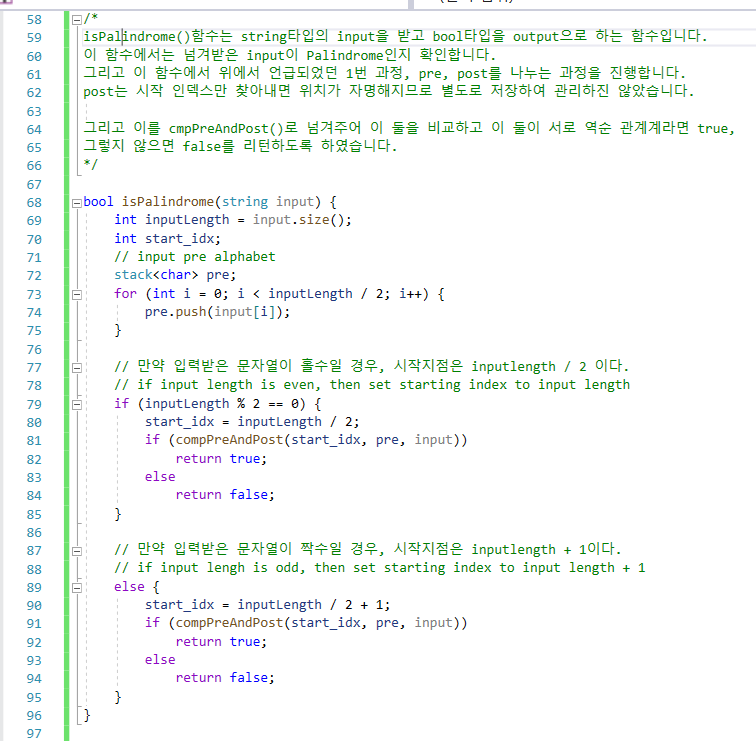 58 /*
59 isPalindrome()함수는 string타입의 input을 받고 bool타입을 output으로 하는 함수입니다.
60 이 함수에서는 넘겨받은 input이 Palindrome인지 확인합니다.
61 그리고 이 함수에서 위에서 언급되었던 1번 과정, pre, post를 나누는 과정을 진행합니다.
62 post는 시작 인덱스만 찾아내면 위치가 자명해지므로 별도로 저장하여 관리하진 않았습니다.
63
64 그리고 이를 cmpPreAndPost()로 넘겨주어 이 둘을 비교하고 이 둘이 서로 역순 관계계라면 true,
65 그렇지 않으면 false를 리턴하도록 하였습니다.
66 */
67
68 bool isPalindrome(string input) {
69 int inputLength = input.size();
70 int start_idx;
71 // input pre alphabet
72 stack<char> pre;
73 for (int i = 0; i < inputLength / 2; i++) {
74 pre.push(input[i]);
75 }
76
77 // 만약 입력받은 문자열이 홀수일 경우, 시작지점은 inputlength / 2 이다.
78 // if input length is even, then set starting index to input length
79 if (inputLength % 2 == 0) {
80 start_idx = inputLength / 2;
81 if (compPreAndPost(start_idx, pre, input))
82 return true;
83 else
84 return false;
85 }
86
87 // 만약 입력받은 문자열이 짝수일 경우, 시작지점은 inputlength + 1이다.
88 // if input lengh is odd, then set starting index to input length + 1
89 else {
90 start_idx = inputLength / 2 + 1;
91 if (compPreAndPost(start_idx, pre, input))
92 return true;
93 else
94 return false;
95 }
96 }
97